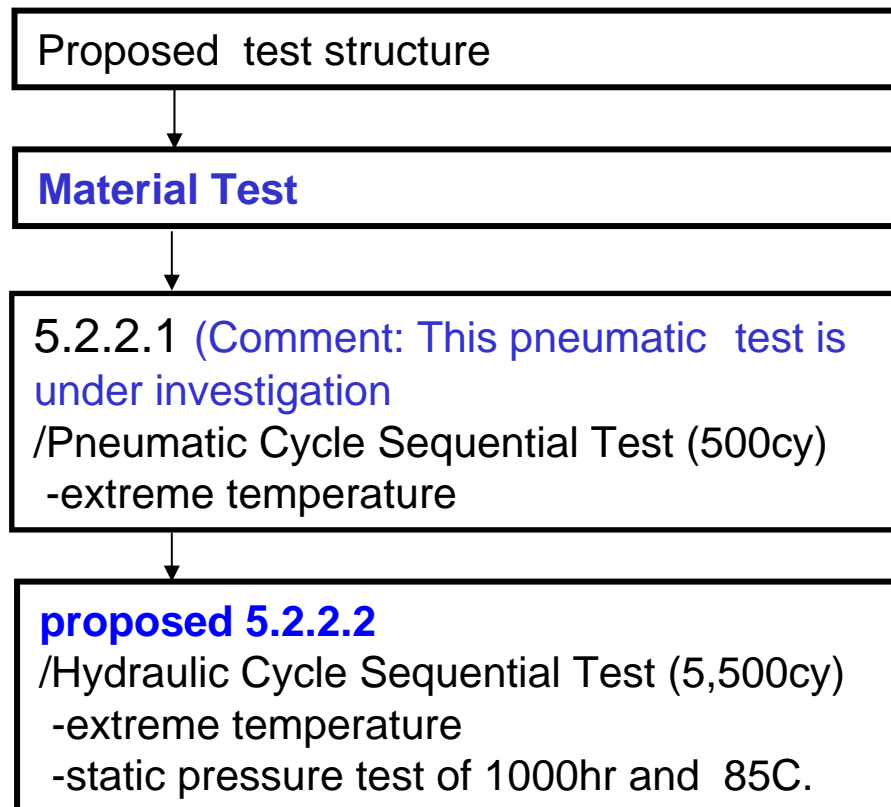 Proposed test structure
Material Test
5.2.2.1 (Comment: This pneumatic test is
under investigation
/Pneumatic Cycle Sequential Test (500cy)
-extreme temperature
proposed 5.2.2.2
/Hydraulic Cycle Sequential Test (5,500cy)
-extreme temperature
-static pressure test of 1000hr and 85C.